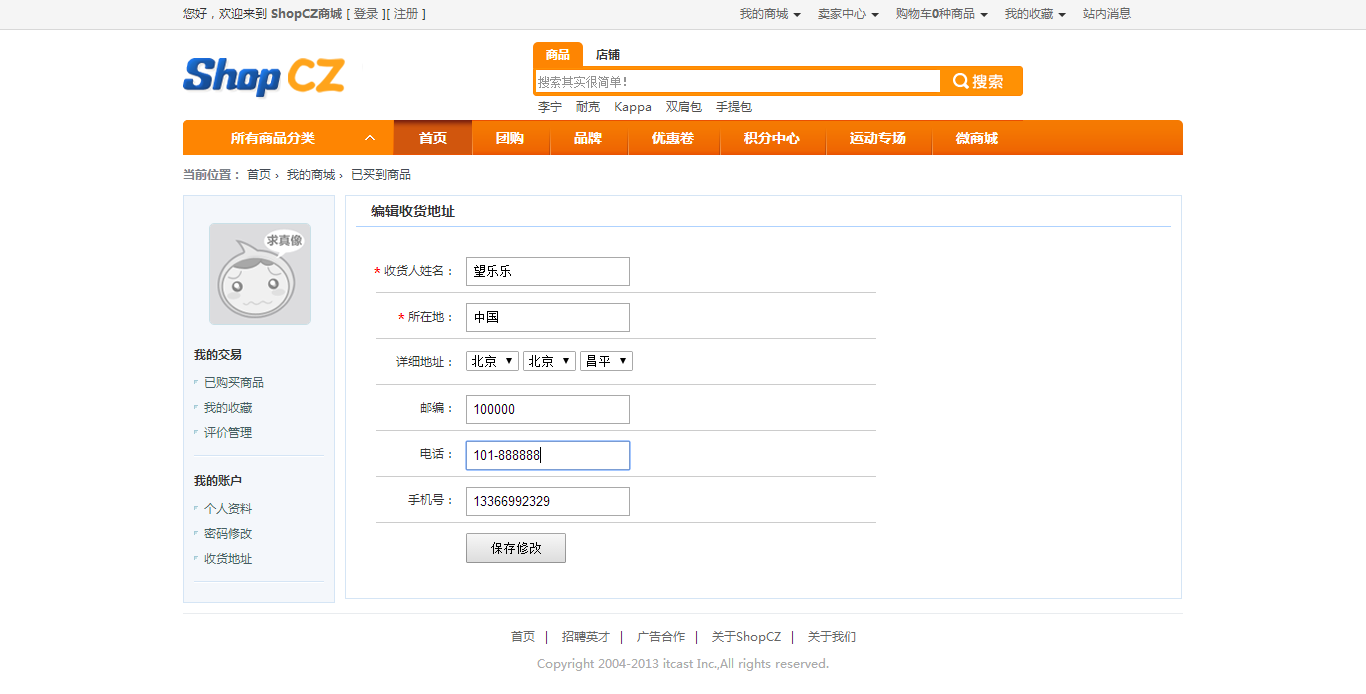 您好，欢迎来到 ShopCZ商城 [ 登录 ][ 注册 ]
我的商城 卖家中心 购物车0种商品 我的收藏 站内消息
Shop CZ
商品 店铺
搜索其实很简单!
搜索
李宁 耐克 Kappa 双肩包 手提包
所有商品分类 首页 团购 品牌 优惠卷 积分中心 运动专场 微商城
当前位置： 首页 › 我的商城 › 已买到商品
求真像
我的交易
已购买商品
我的收藏
评价管理
我的账户
个人资料
密码修改
收货地址
编辑收货地址
* 收货人姓名： 望乐乐
* 所在地： 中国
详细地址： 北京 北京 昌平
邮编： 100000
电话： 101-888888
手机号： 13366992329
保存修改
首页 | 招聘英才 | 广告合作 | 关于ShopCZ | 关于我们
Copyright 2004-2013 itcast Inc.,All rights reserved.